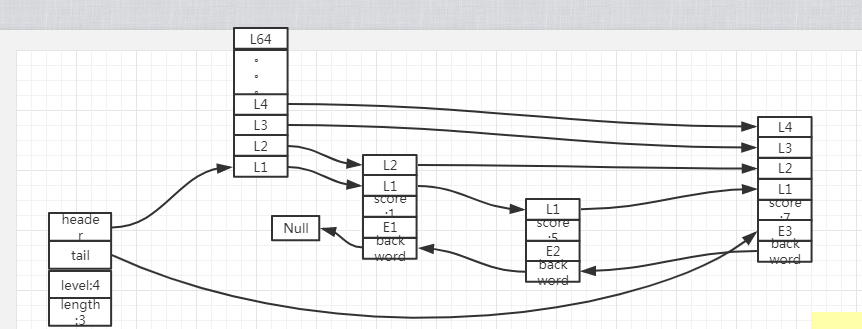 L64
L4
L3
L2
L1
heade
r
tail
level:4
length
:3
Null
L2
L1
score
:1
E1
back
word
L1
score
:5
E2
back
word
L4
L3
L2
L1
score
:7
E3
back
word